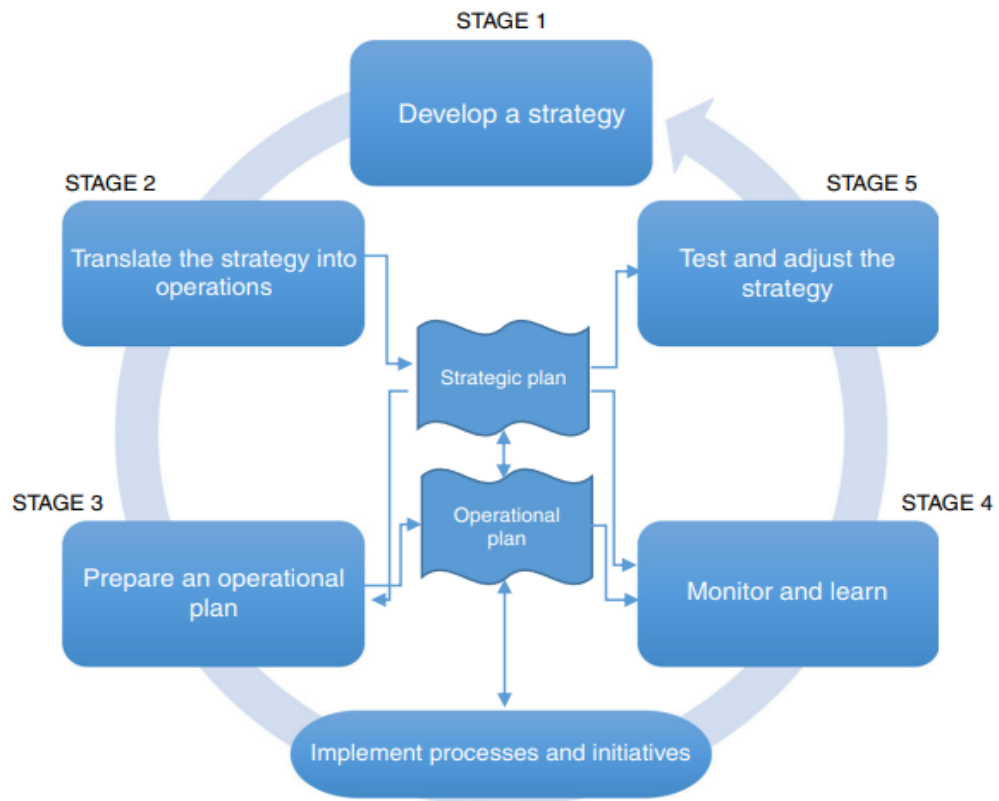 STAGE 1
Develop a strategy
STAGE 2
Translate the strategy into
operations
STAGE 5
Test and adjust the
strategy
Strategic plan
STAGE 3
Prepare an operational
plan
Operational
plan
STAGE 4
Monitor and learn
Implement processes and initiatives